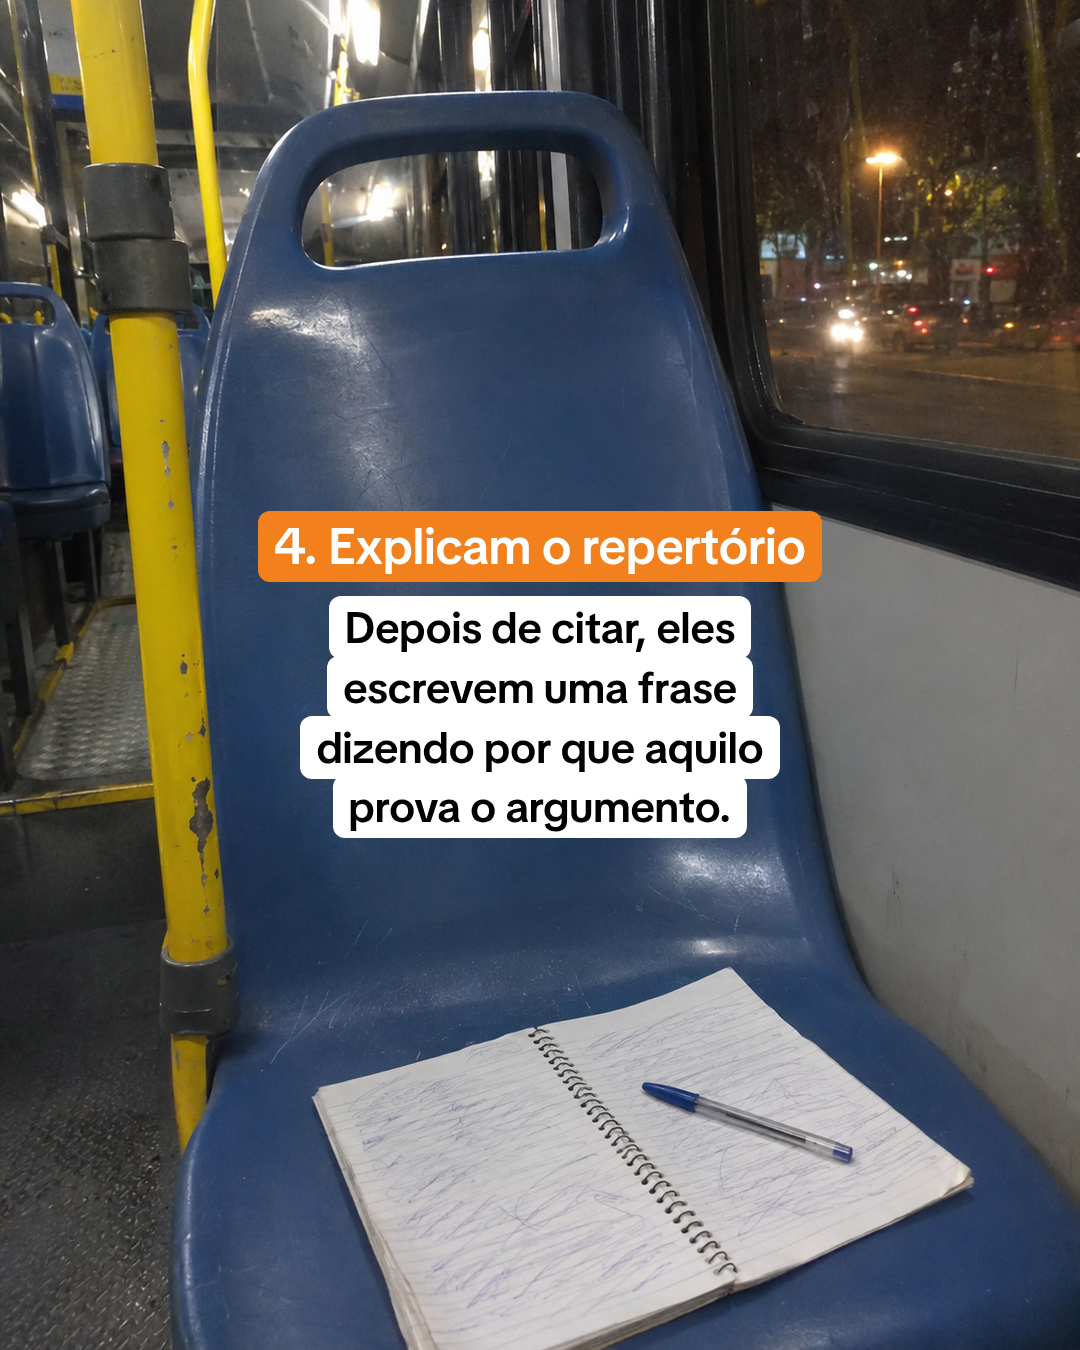 4. Explicam o repertório
Depois de citar, eles
escrevem uma frase
dizendo por que aquilo
prova o argumento.